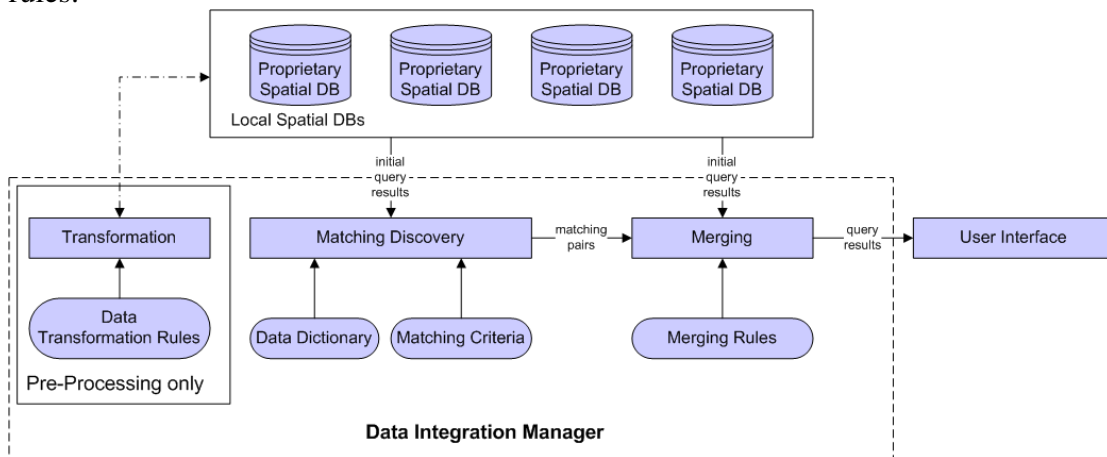 rules.
Proprietary Spatial DB
Proprietary Spatial DB
Proprietary Spatial DB
Proprietary Spatial DB
Local Spatial DBs
initial
query
results
initial
query
results
Transformation
Matching Discovery
matching
pairs
Merging
query
results
User Interface
Data
Transformation Rules
Data Dictionary
Matching Criteria
Merging Rules
Pre-Processing only
Data Integration Manager